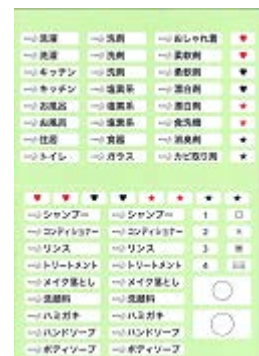 洗濯 洗剤 おしゃれ着 ♥
洗濯 洗剤 柔軟剤 ♥
キッチン 洗剤 柔軟剤 ♥
キッチン 塩素系 漂白剤 ♥
お風呂 塩素系 漂白剤 ★
お風呂 塩素系 食洗機 ★
住居 食器 消臭剤 ★
トイレ ガラス カビ取り剤 ★
♥ ♥ ♥ ♥ ★ ★ ★ ★
シャンプー シャンプー 1
コンディショナー コンディショナー 2
リンス リンス 3
トリートメント トリートメント 4
メイク落とし メイク落とし
洗顔料 洗顔料
ハミガキ ハミガキ
ハンドソープ ハンドソープ
ボディソープ ボディソープ